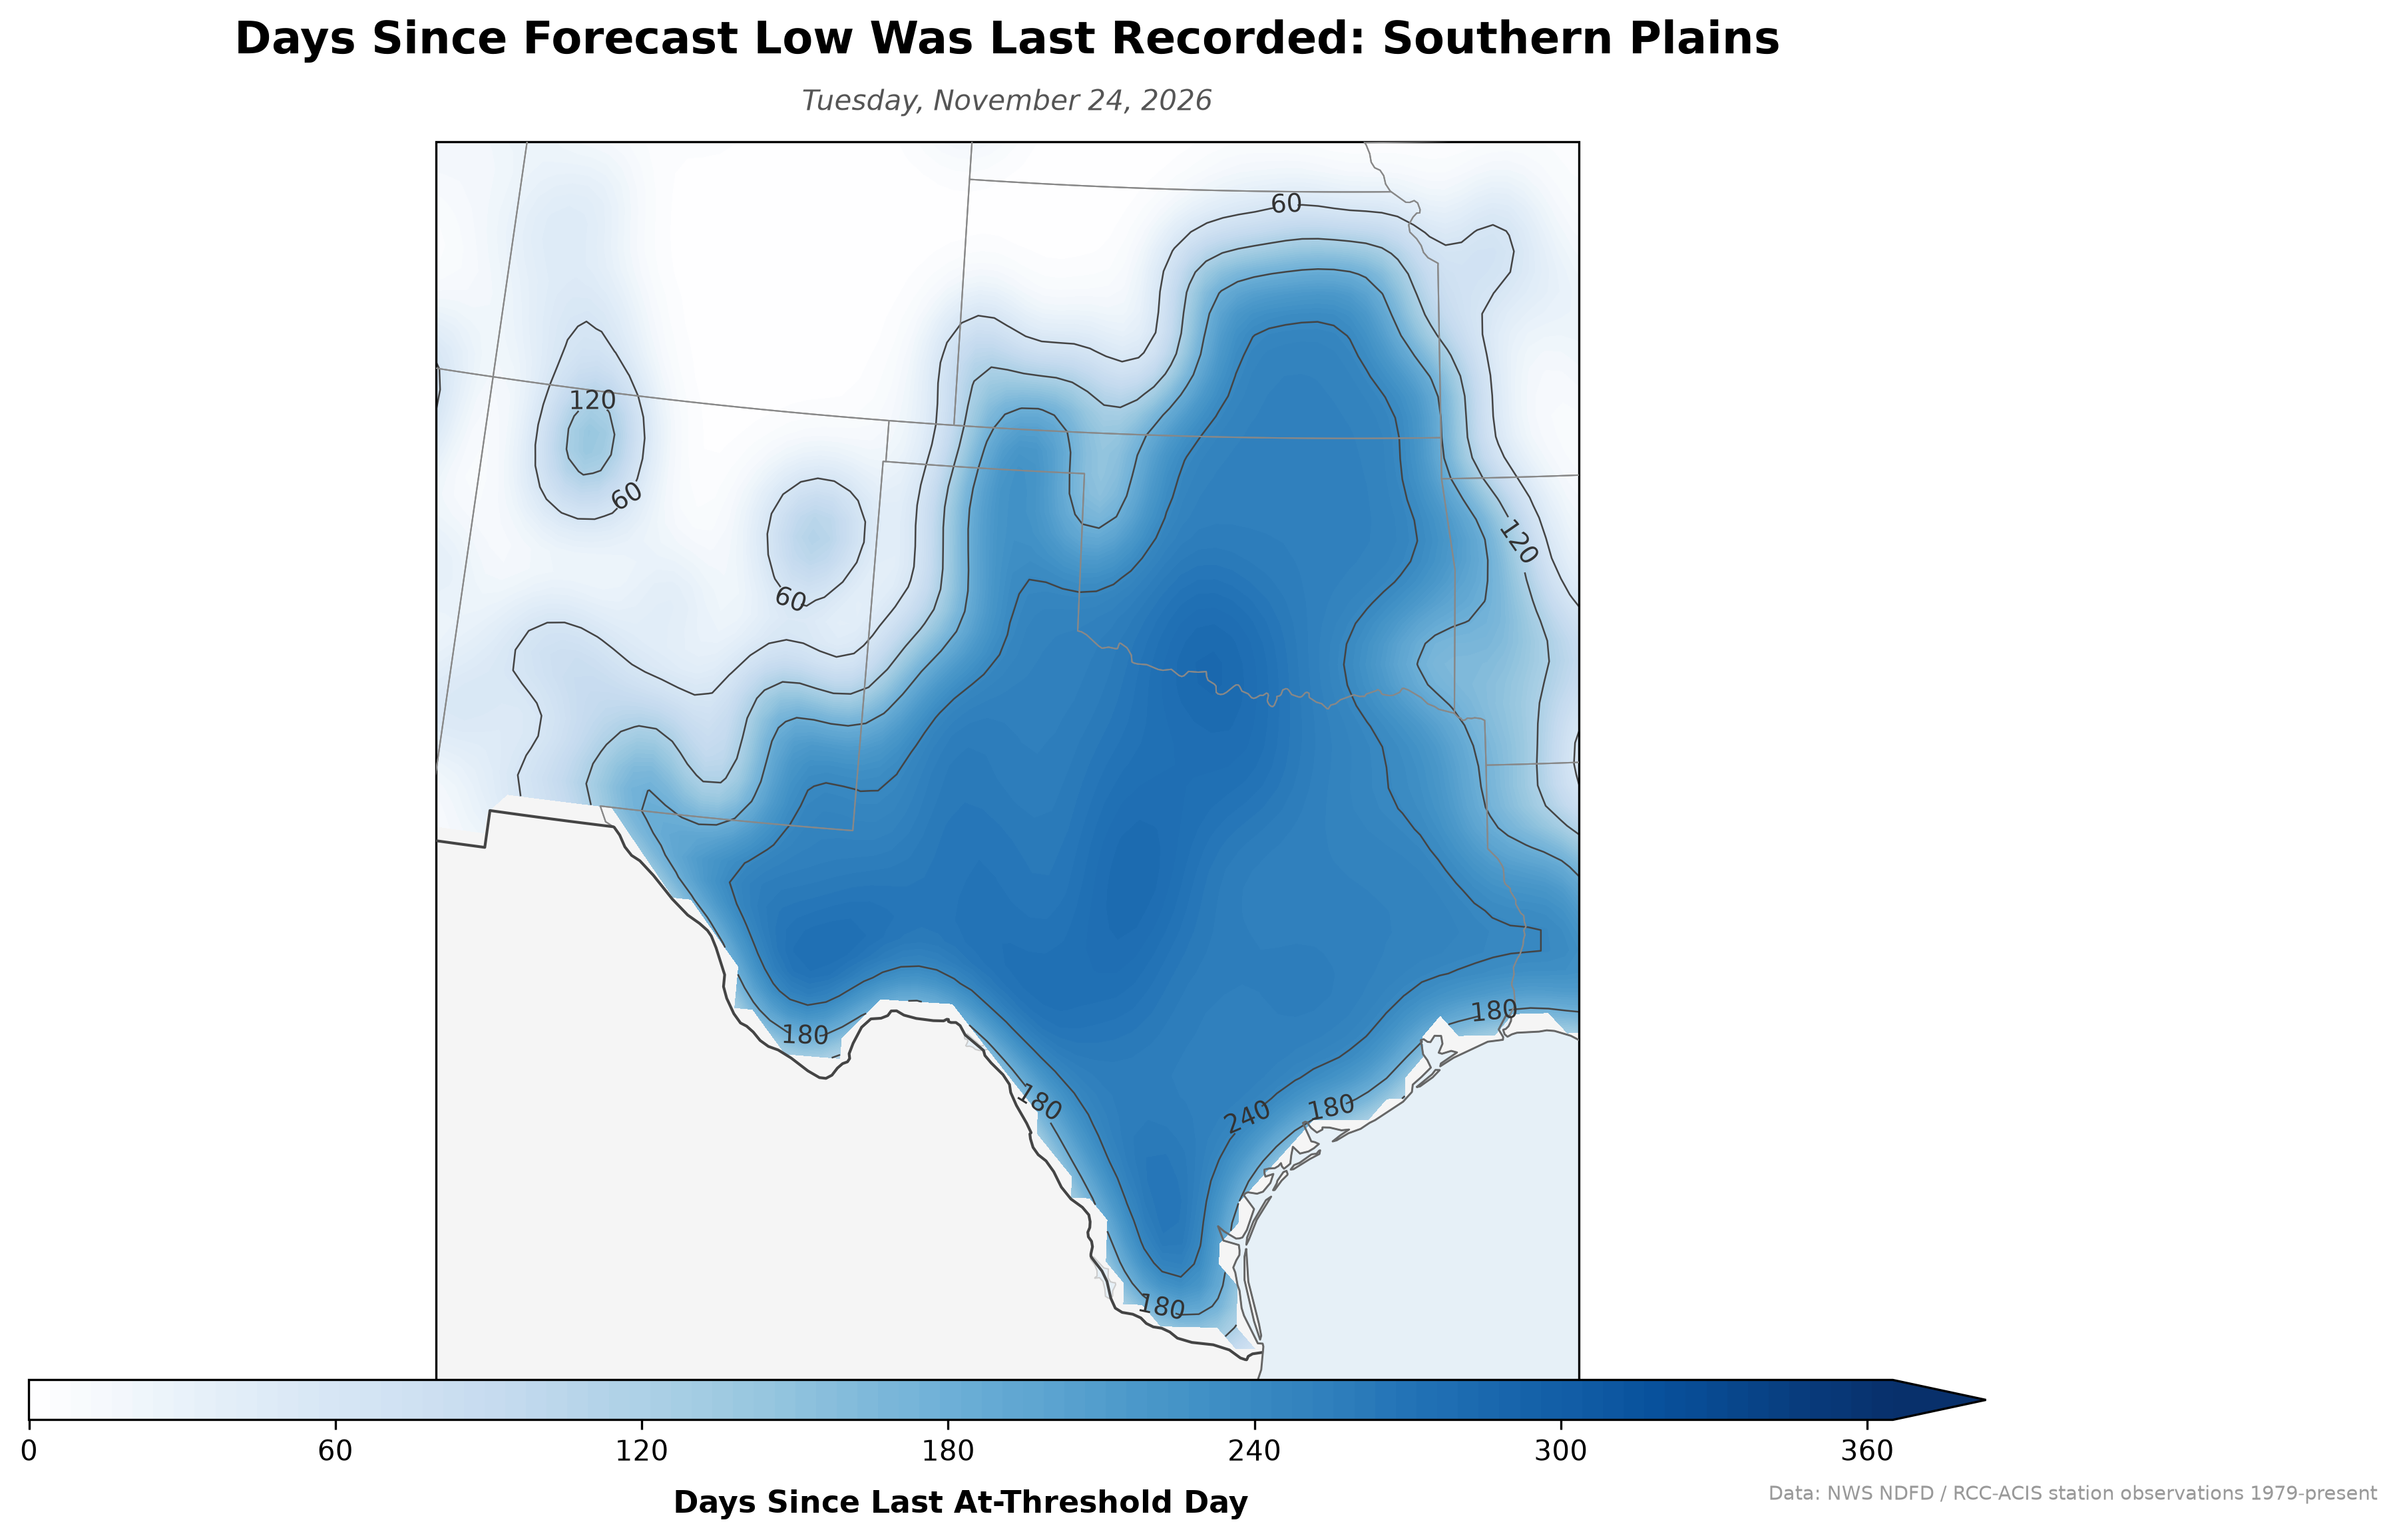 Days Since Forecast Low Was Last Recorded: Southern Plains
Tuesday, November 24, 2026
60
120
60
60
120
180
180
180
240
180
180
0 60 120 180 240 300 360
Days Since Last At-Threshold Day
Data: NWS NDFD / RCC-ACIS station observations 1979-present